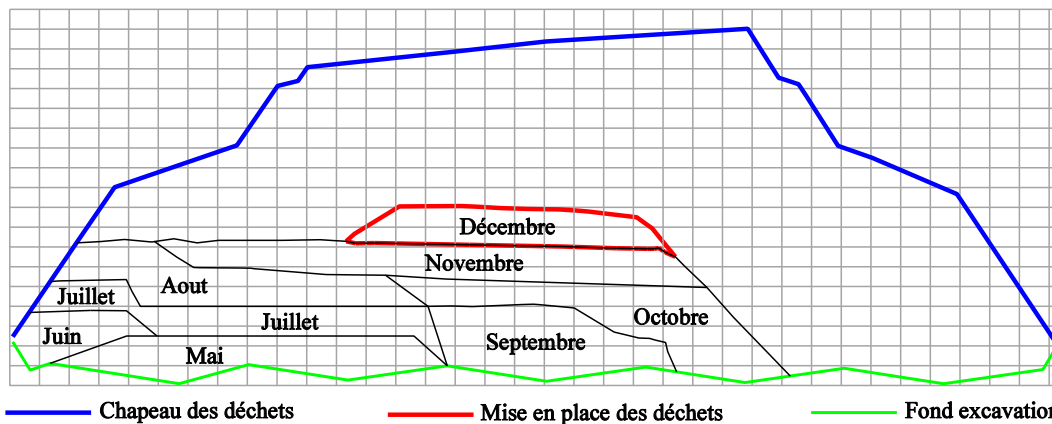 Décembre
Novembre
Aout
Juillet
Octobre
Juillet
Juin
Septembre
Mai
Chapeau des déchets Mise en place des déchets Fond excavation